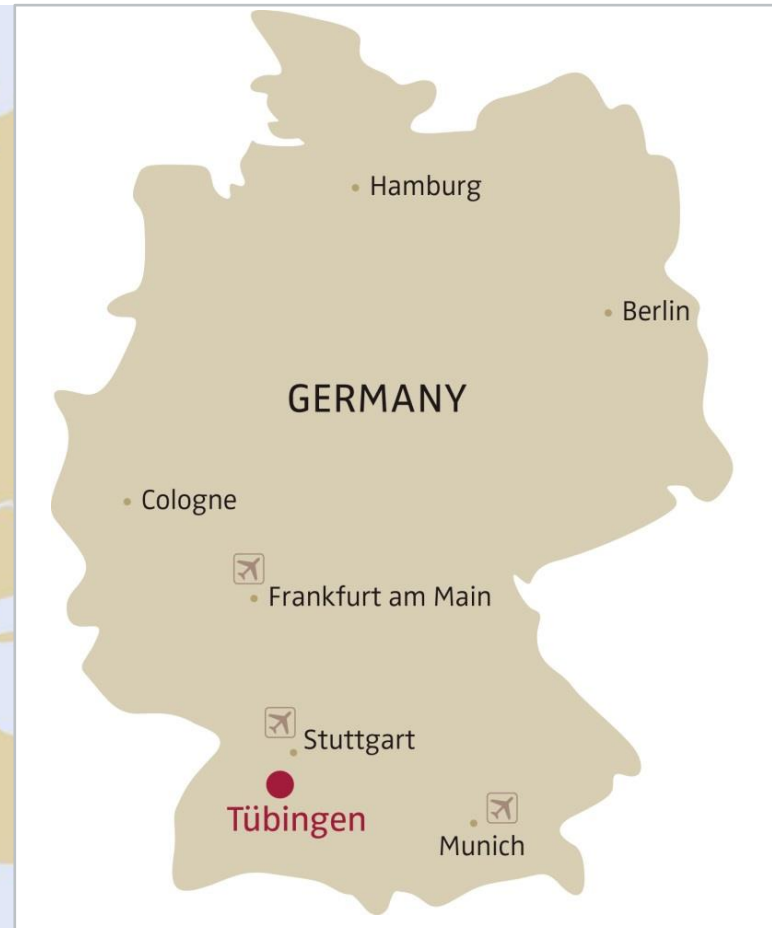 Hamburg
Berlin
GERMANY
Cologne
Frankfurt am Main
Stuttgart
Tübingen
Munich